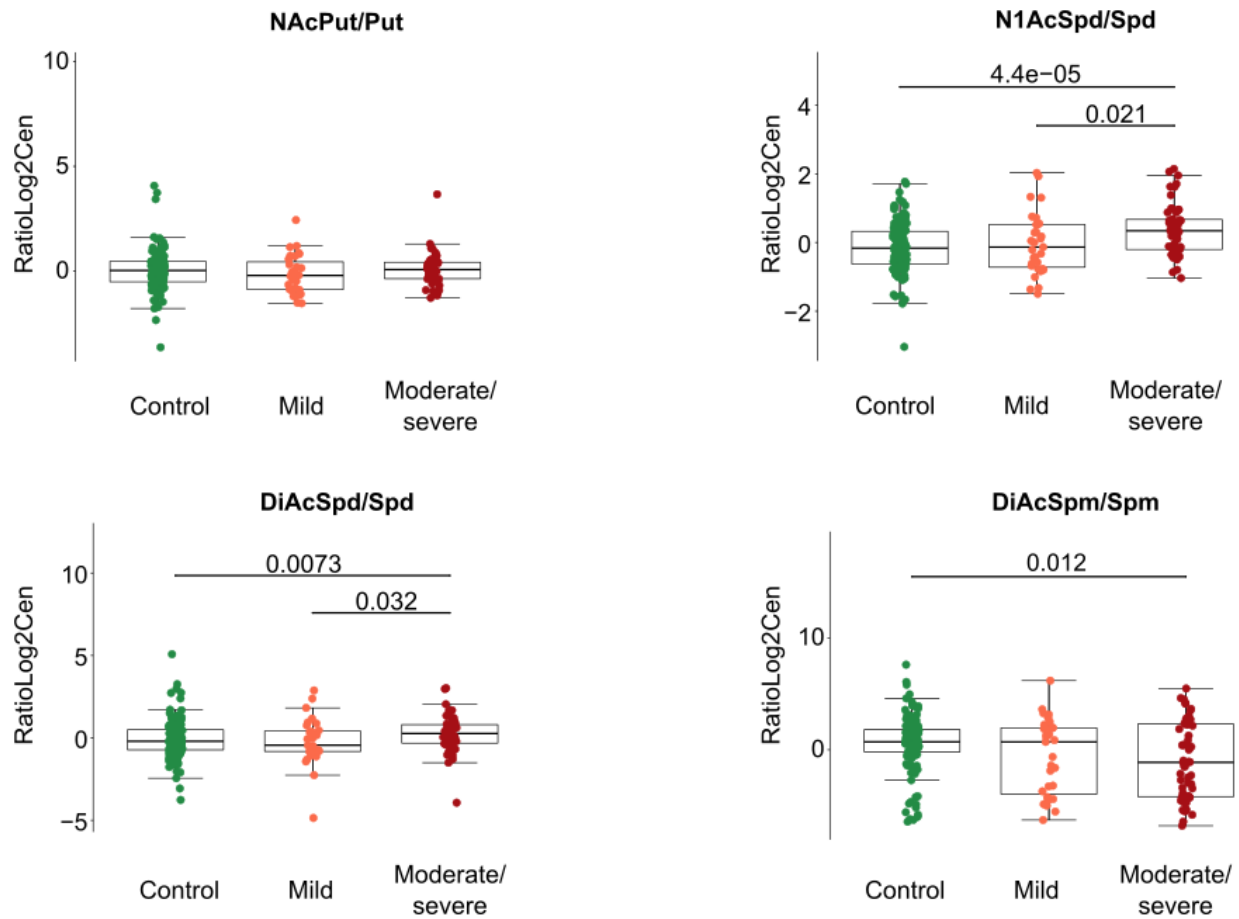 NAcPut/Put
10
5
0
RatioLog2Cen
Control
Mild
Moderate/
severe
N1AcSpd/Spd
4.4e−05
0.021
4
2
0
−2
RatioLog2Cen
Control
Mild
Moderate/
severe
DiAcSpd/Spd
0.0073
0.032
10
5
0
−5
RatioLog2Cen
Control
Mild
Moderate/
severe
DiAcSpm/Spm
0.012
10
0
RatioLog2Cen
Control
Mild
Moderate/
severe